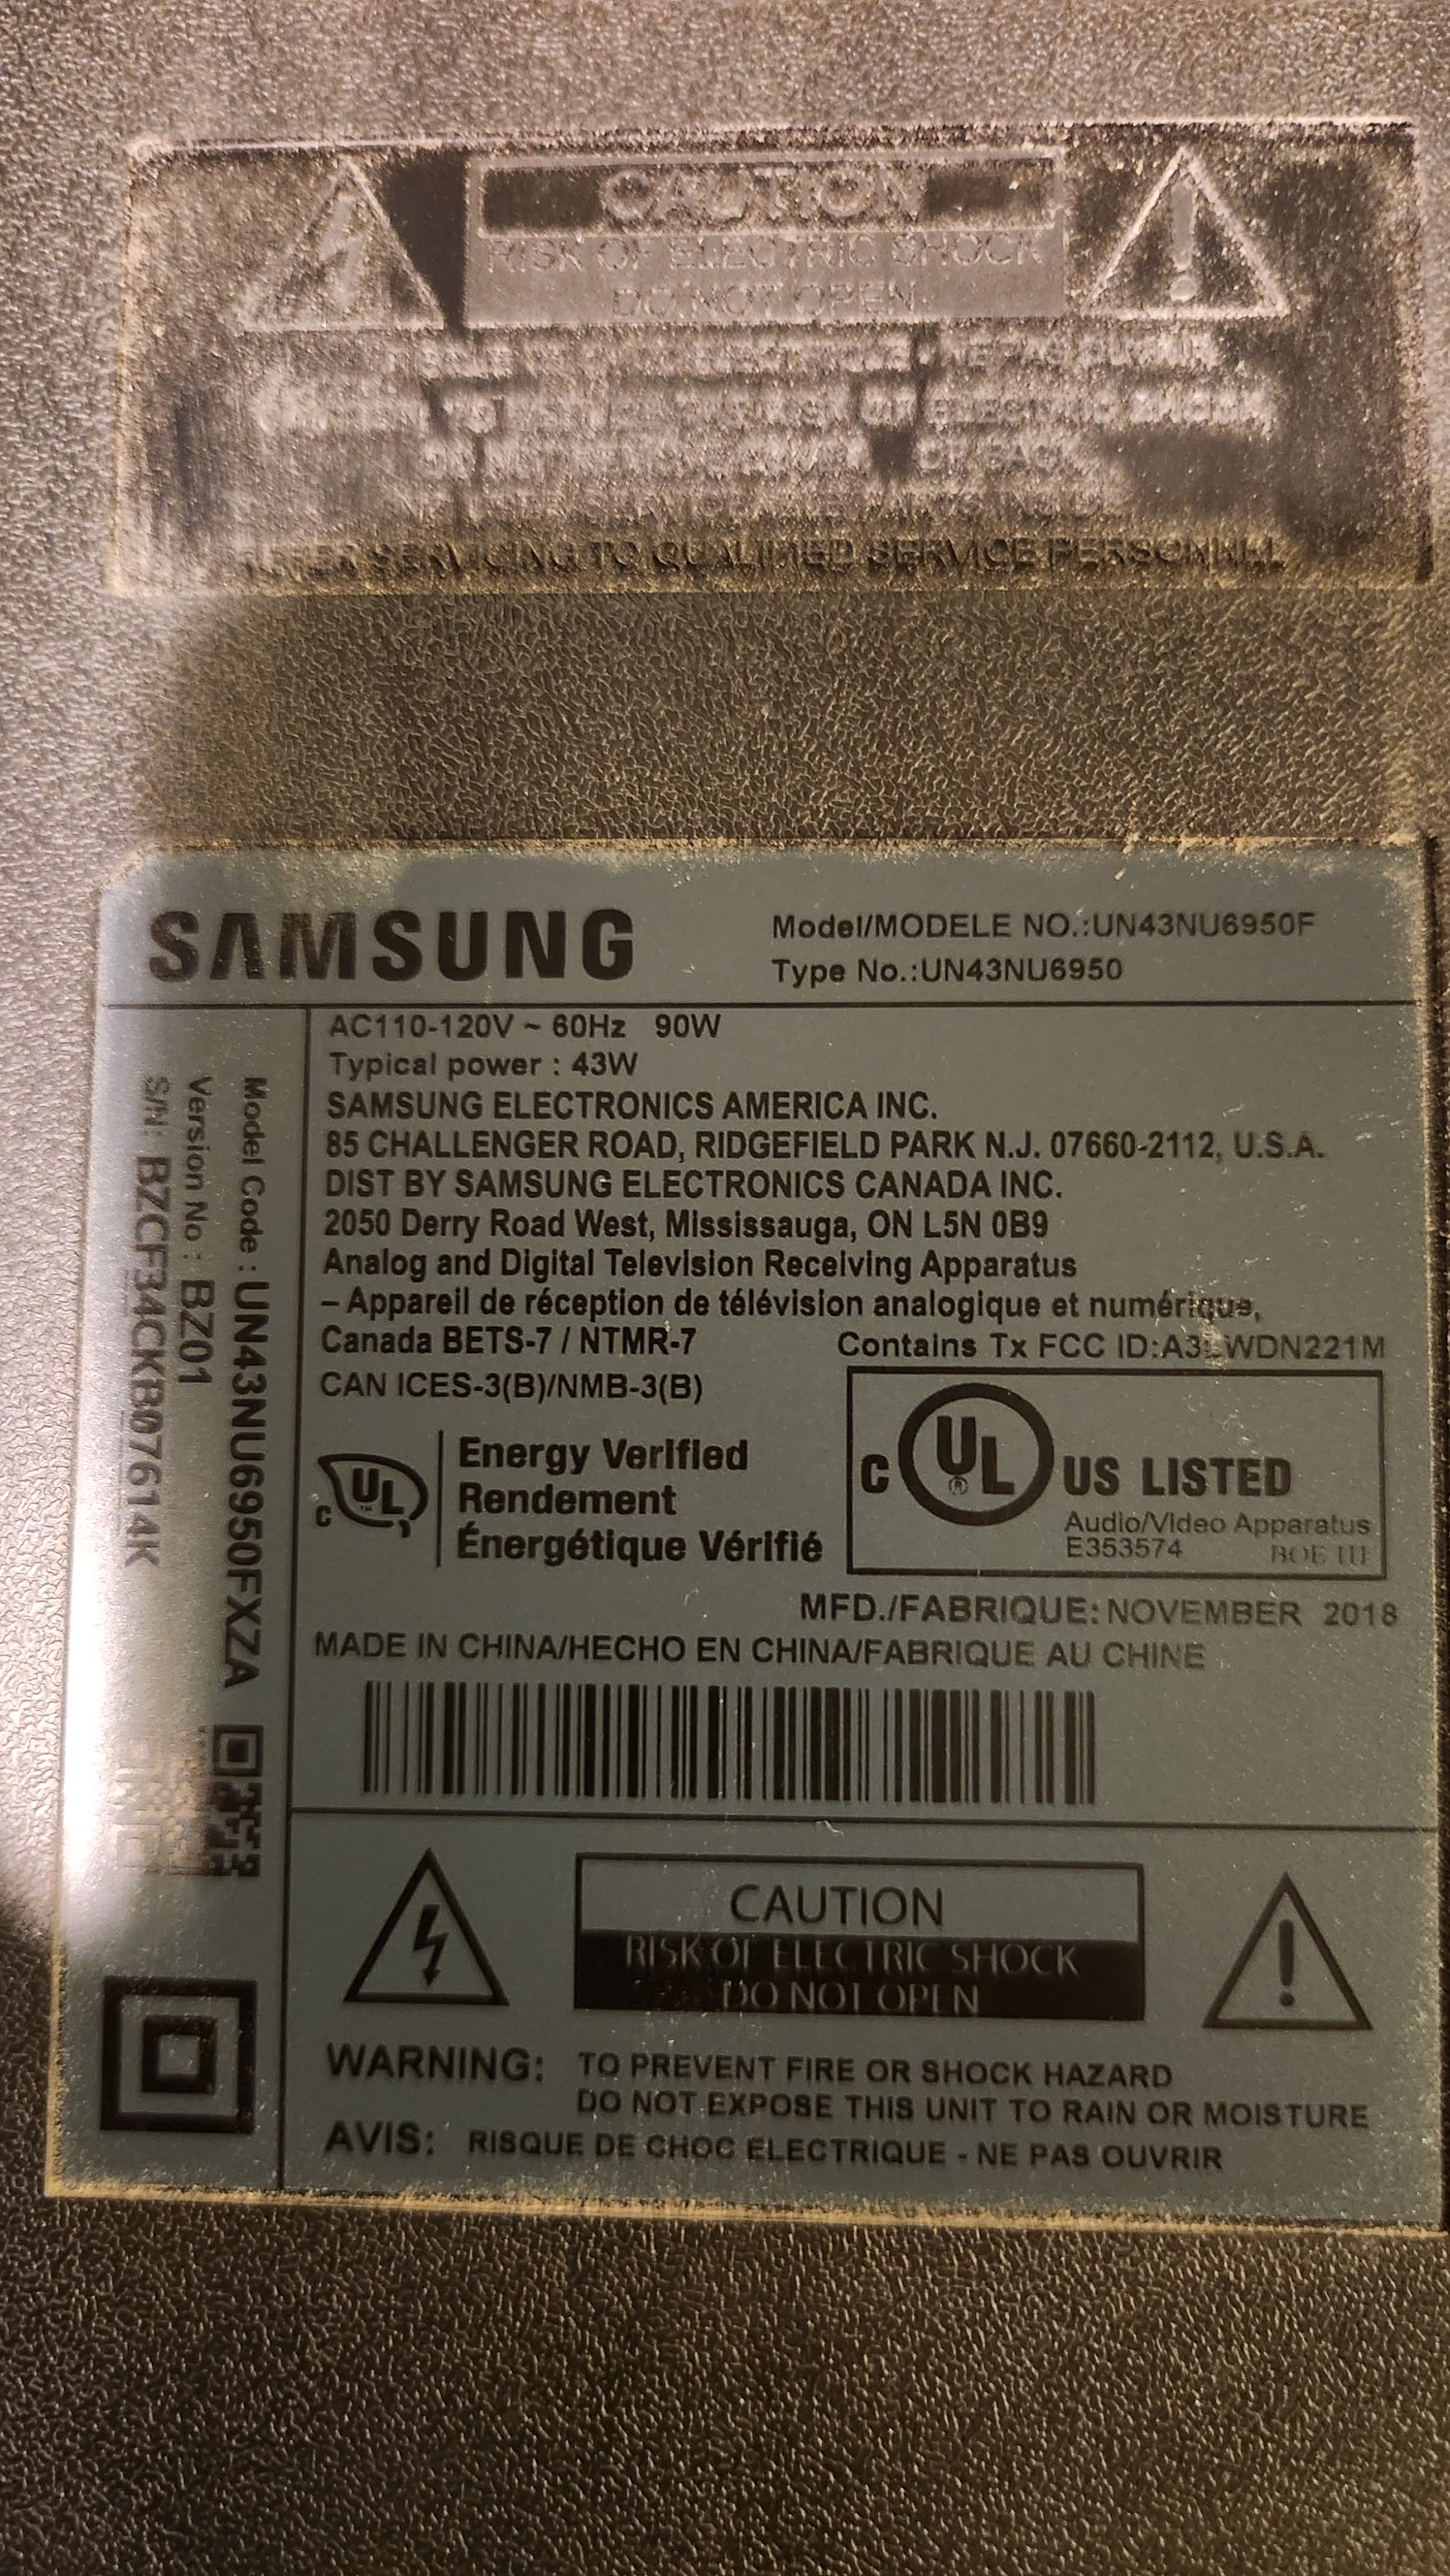 CAUTION
RISK OF ELECTRIC SHOCK
DO NOT OPEN
REFER SERVICING TO QUALIFIED SERVICE PERSONNEL
SAMSUNG
Model/MODELE NO.:UN43NU6950F
Type No.:UN43NU6950
AC110-120V ~ 60Hz 90W
Typical power : 43W
SAMSUNG ELECTRONICS AMERICA INC.
85 CHALLENGER ROAD, RIDGEFIELD PARK N.J. 07660-2112, U.S.A.
DIST BY SAMSUNG ELECTRONICS CANADA INC.
2050 Derry Road West, Mississauga, ON L5N 0B9
Analog and Digital Television Receiving Apparatus
– Appareil de réception de télévision analogique et numérique,
Canada BETS-7 / NTMR-7
Contains Tx FCC ID:A3LWDN221M
CAN ICES-3(B)/NMB-3(B)
C UL ™
Energy Verified
Rendement
Énergétique Vérifié
C UL ® US LISTED
Audio/Video Apparatus
E353574
MFD./FABRIQUE: NOVEMBER 2018
MADE IN CHINA/HECHO EN CHINA/FABRIQUE AU CHINE
Model Code : UN43NU6950FXZA
Version No : BZ01
S/N: BZCF34CKB07614K
CAUTION
RISK OF ELECTRIC SHOCK
DO NOT OPEN
WARNING: TO PREVENT FIRE OR SHOCK HAZARD
DO NOT EXPOSE THIS UNIT TO RAIN OR MOISTURE
AVIS: RISQUE DE CHOC ELECTRIQUE - NE PAS OUVRIR